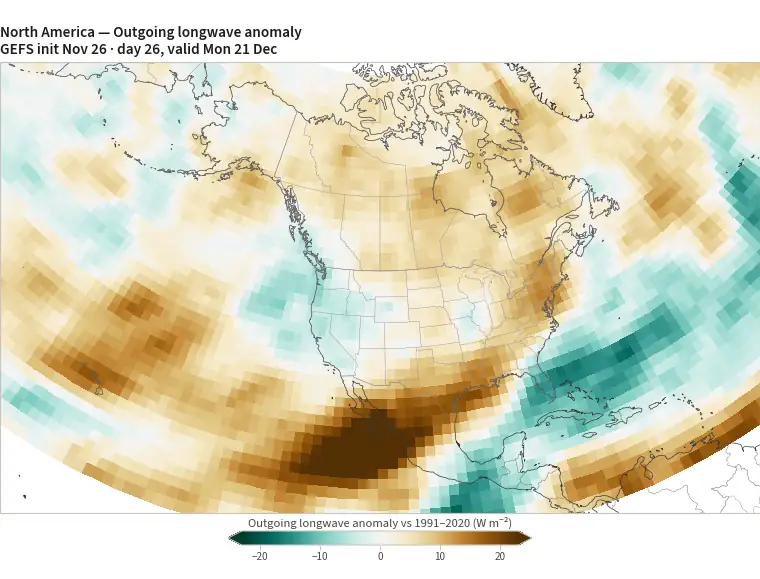 North America — Outgoing longwave anomaly
GEFS init Nov 26 · day 26, valid Mon 21 Dec
Outgoing longwave anomaly vs 1991–2020 (W m⁻²)
−20 −10 0 10 20